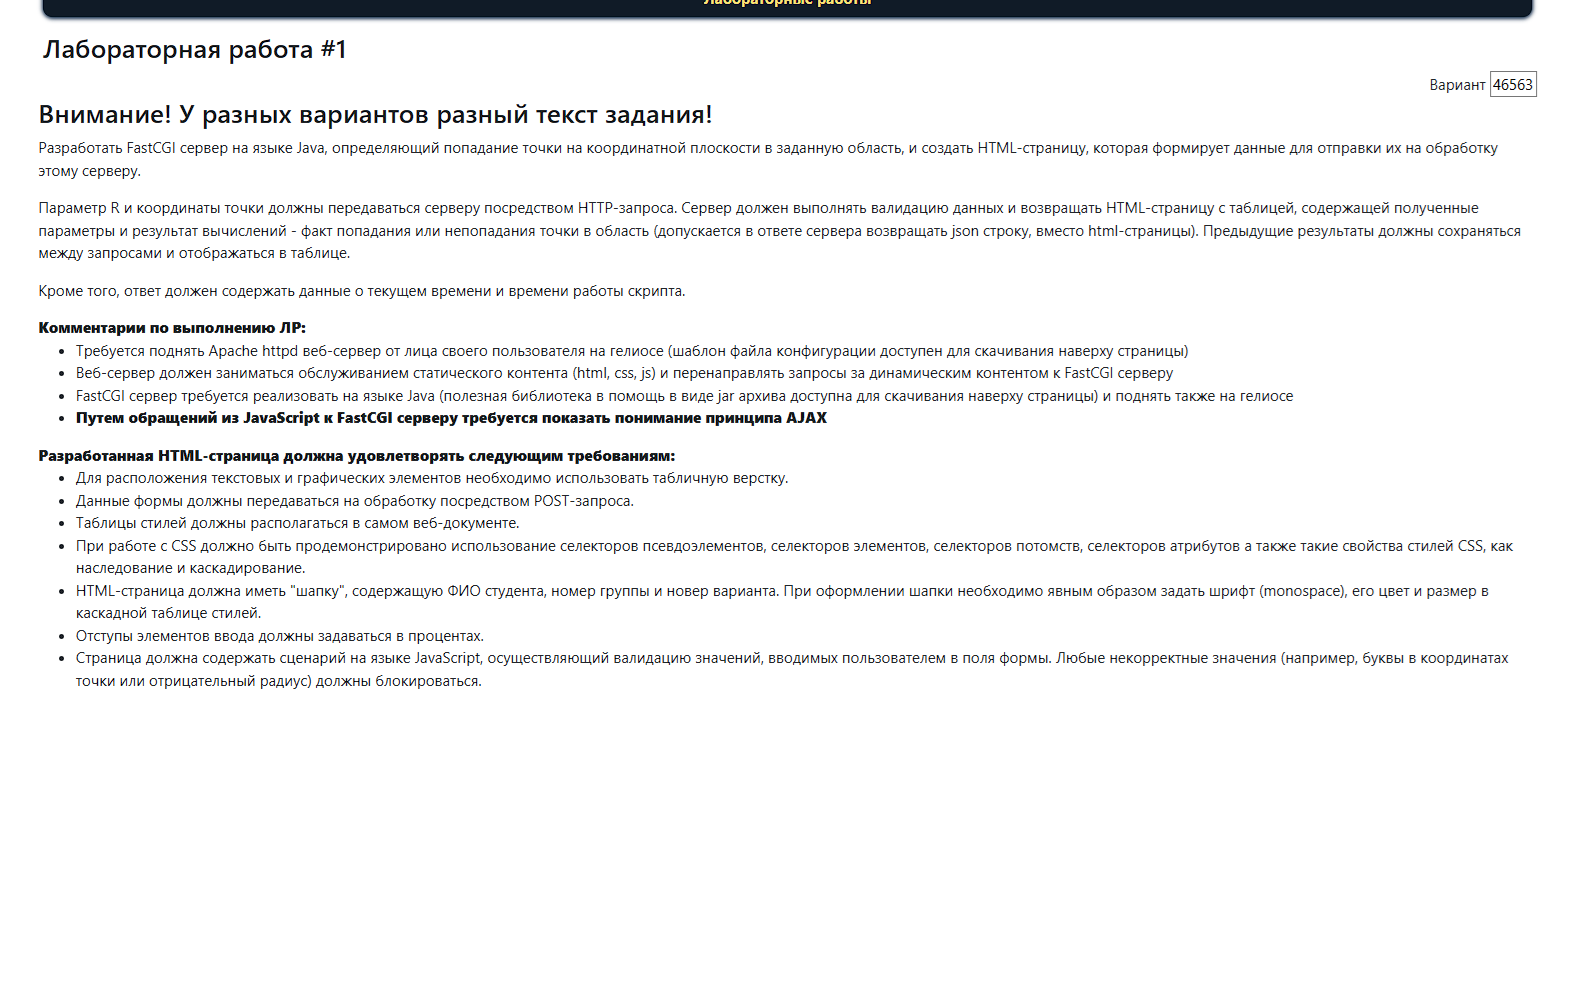 Лабораторные работы
Лабораторная работа #1
Вариант 46563
Внимание! У разных вариантов разный текст задания!
Разработать FastCGI сервер на языке Java, определяющий попадание точки на координатной плоскости в заданную область, и создать HTML-страницу, которая формирует данные для отправки их на обработку
этому серверу.
Параметр R и координаты точки должны передаваться серверу посредством HTTP-запроса. Сервер должен выполнять валидацию данных и возвращать HTML-страницу с таблицей, содержащей полученные
параметры и результат вычислений - факт попадания или непопадания точки в область (допускается в ответе сервера возвращать json строку, вместо html-страницы). Предыдущие результаты должны сохраняться
между запросами и отображаться в таблице.
Кроме того, ответ должен содержать данные о текущем времени и времени работы скрипта.
Комментарии по выполнению ЛР:
• Требуется поднять Apache httpd веб-сервер от лица своего пользователя на гелиосе (шаблон файла конфигурации доступен для скачивания наверху страницы)
• Веб-сервер должен заниматься обслуживанием статического контента (html, css, js) и перенаправлять запросы за динамическим контентом к FastCGI серверу
• FastCGI сервер требуется реализовать на языке Java (полезная библиотека в помощь в виде jar архива доступна для скачивания наверху страницы) и поднять также на гелиосе
• Путем обращений из JavaScript к FastCGI серверу требуется показать понимание принципа AJAX
Разработанная HTML-страница должна удовлетворять следующим требованиям:
• Для расположения текстовых и графических элементов необходимо использовать табличную верстку.
• Данные формы должны передаваться на обработку посредством POST-запроса.
• Таблицы стилей должны располагаться в самом веб-документе.
• При работе с CSS должно быть продемонстрировано использование селекторов псевдоэлементов, селекторов элементов, селекторов потомств, селекторов атрибутов а также такие свойства стилей CSS, как
наследование и каскадирование.
• HTML-страница должна иметь "шапку", содержащую ФИО студента, номер группы и новер варианта. При оформлении шапки необходимо явным образом задать шрифт (monospace), его цвет и размер в
каскадной таблице стилей.
• Отступы элементов ввода должны задаваться в процентах.
• Страница должна содержать сценарий на языке JavaScript, осуществляющий валидацию значений, вводимых пользователем в поля формы. Любые некорректные значения (например, буквы в координатах
точки или отрицательный радиус) должны блокироваться.